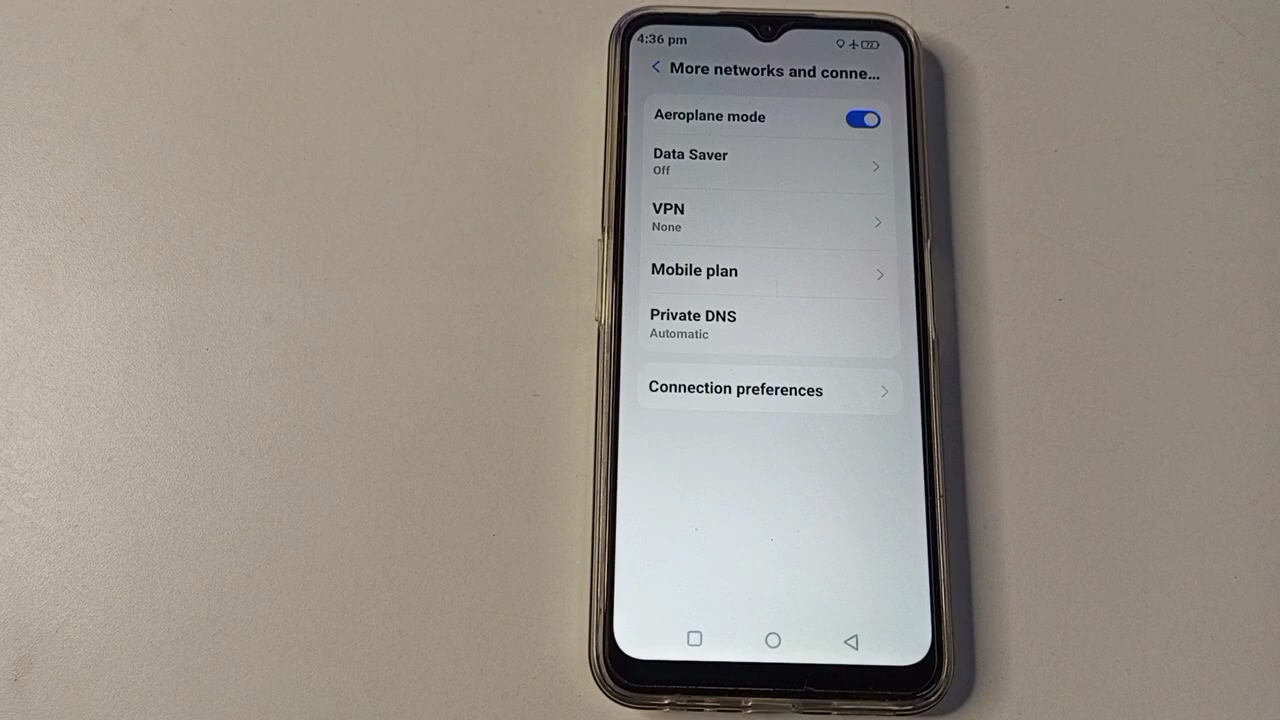 4:36 pm
72
More networks and conne...
Aeroplane mode
Data Saver
Off
VPN
None
Mobile plan
Private DNS
Automatic
Connection preferences